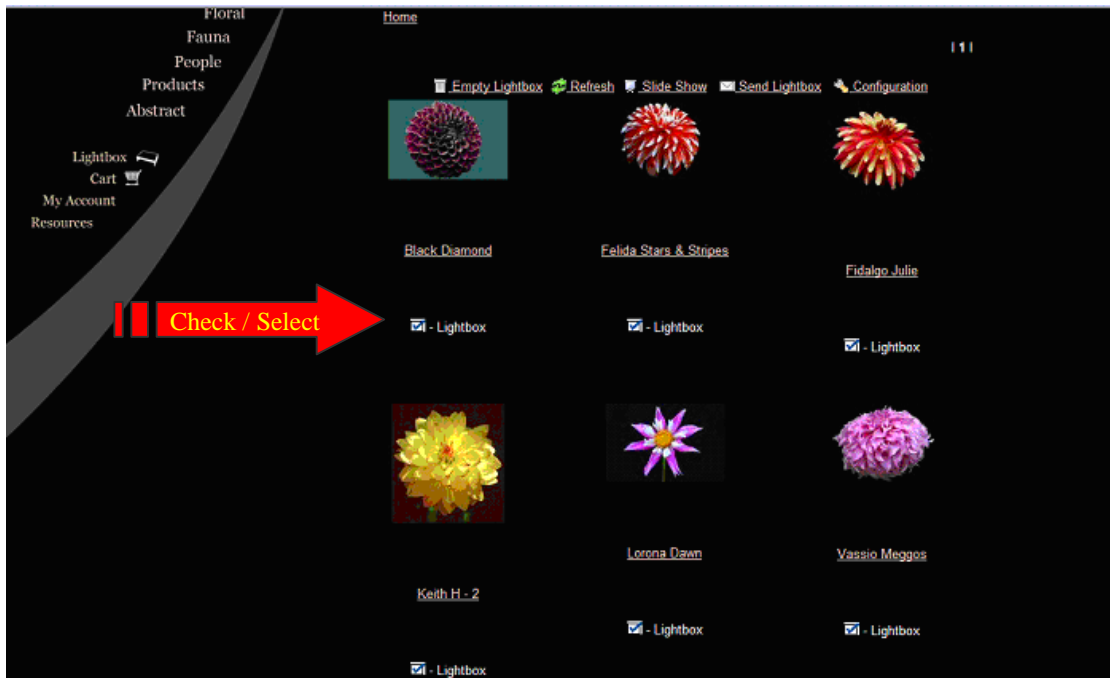 Floral
Fauna
People
Products
Abstract
Lightbox
Cart
My Account
Resources
Home
| 1 |
Empty Lightbox Refresh Slide Show Send Lightbox Configuration
Black Diamond
Felida Stars & Stripes
Fidalgo Julie
Check / Select
- Lightbox
- Lightbox
- Lightbox
Keith H - 2
Lorona Dawn
Vassio Meggos
- Lightbox
- Lightbox
- Lightbox